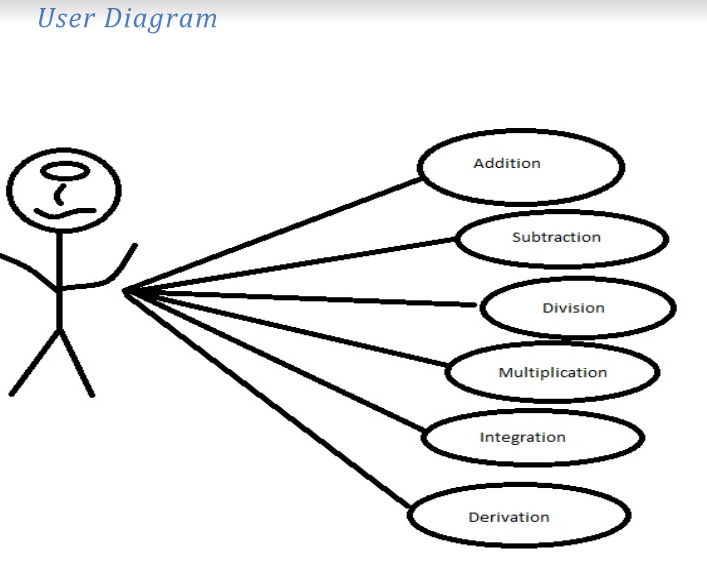 User Diagram
Addition
Subtraction
Division
Multiplication
Integration
Derivation